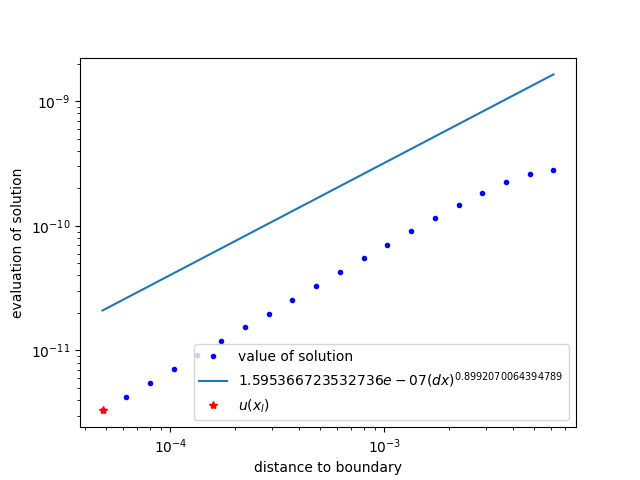 10⁻⁹
10⁻¹⁰
10⁻¹¹
evaluation of solution
value of solution
1.595366723532736e − 07(dx)^0.8992070064394789
u(x_l)
10⁻⁴
10⁻³
distance to boundary